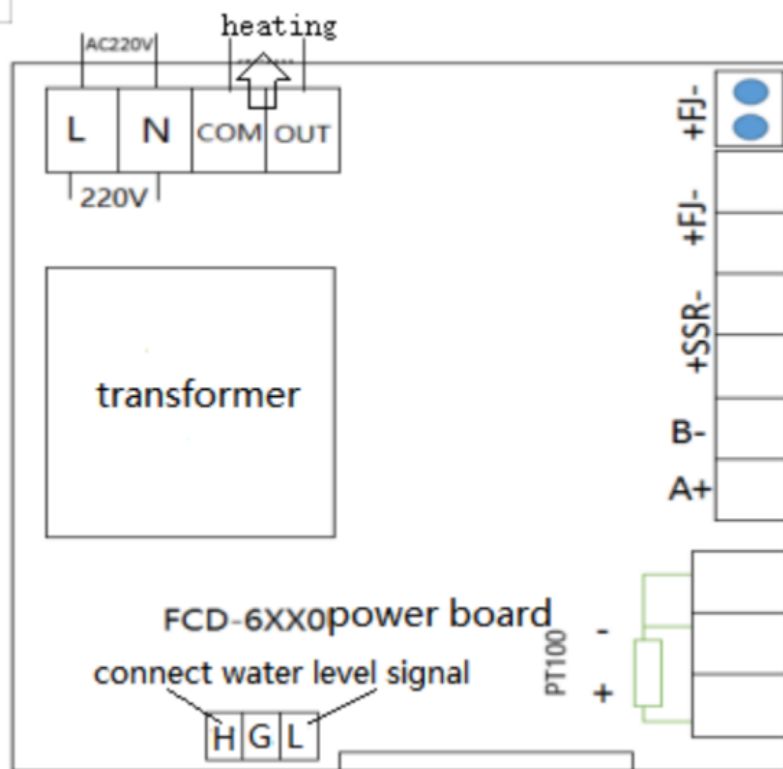 heating
AC220V
L N COM OUT
220V
+FJ-
+FJ-
+SSR-
transformer
B-
A+
FCD-6XX0power board
-
PT100
+
connect water level signal
H G L